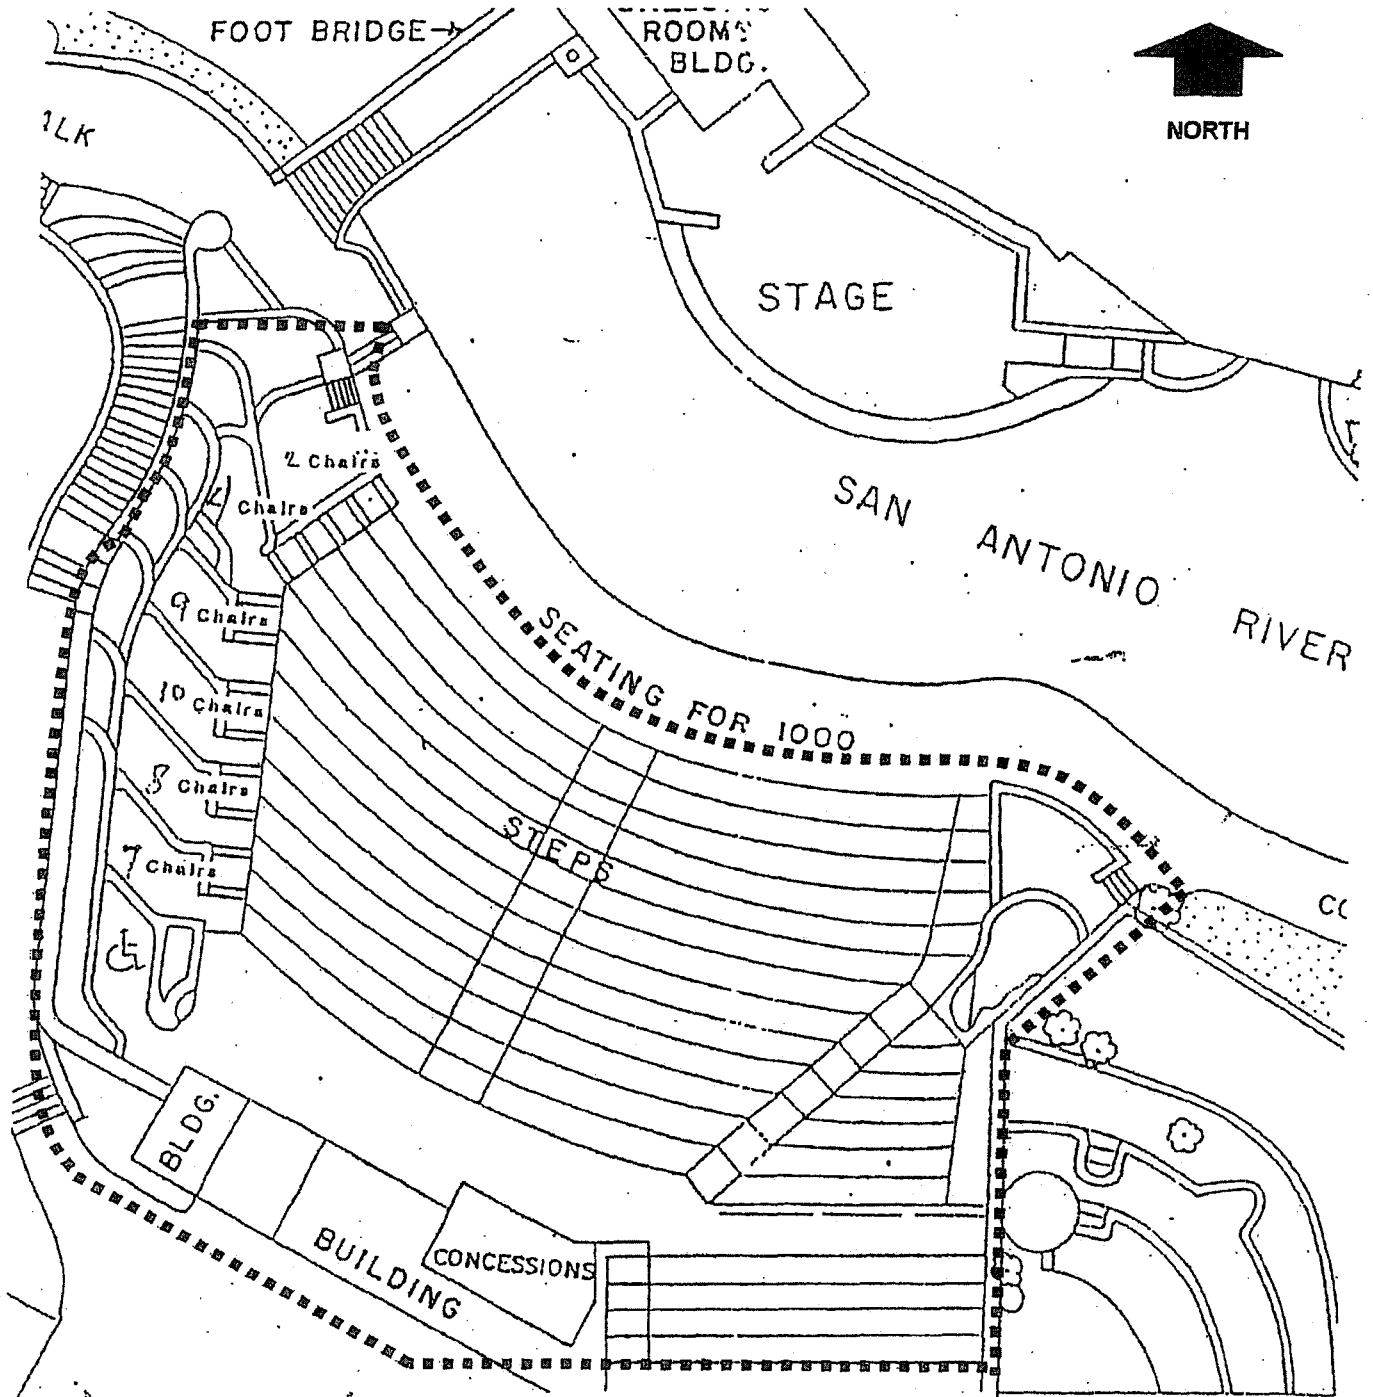 FOOT BRIDGE
ROOMS
BLDG.
NORTH
STAGE
2 Chairs
Chairs
SAN ANTONIO RIVER
9 Chairs
SEATING FOR 1000
10 Chairs
8 Chairs
STEPS
7 Chairs
BLDG.
BUILDING
CONCESSIONS